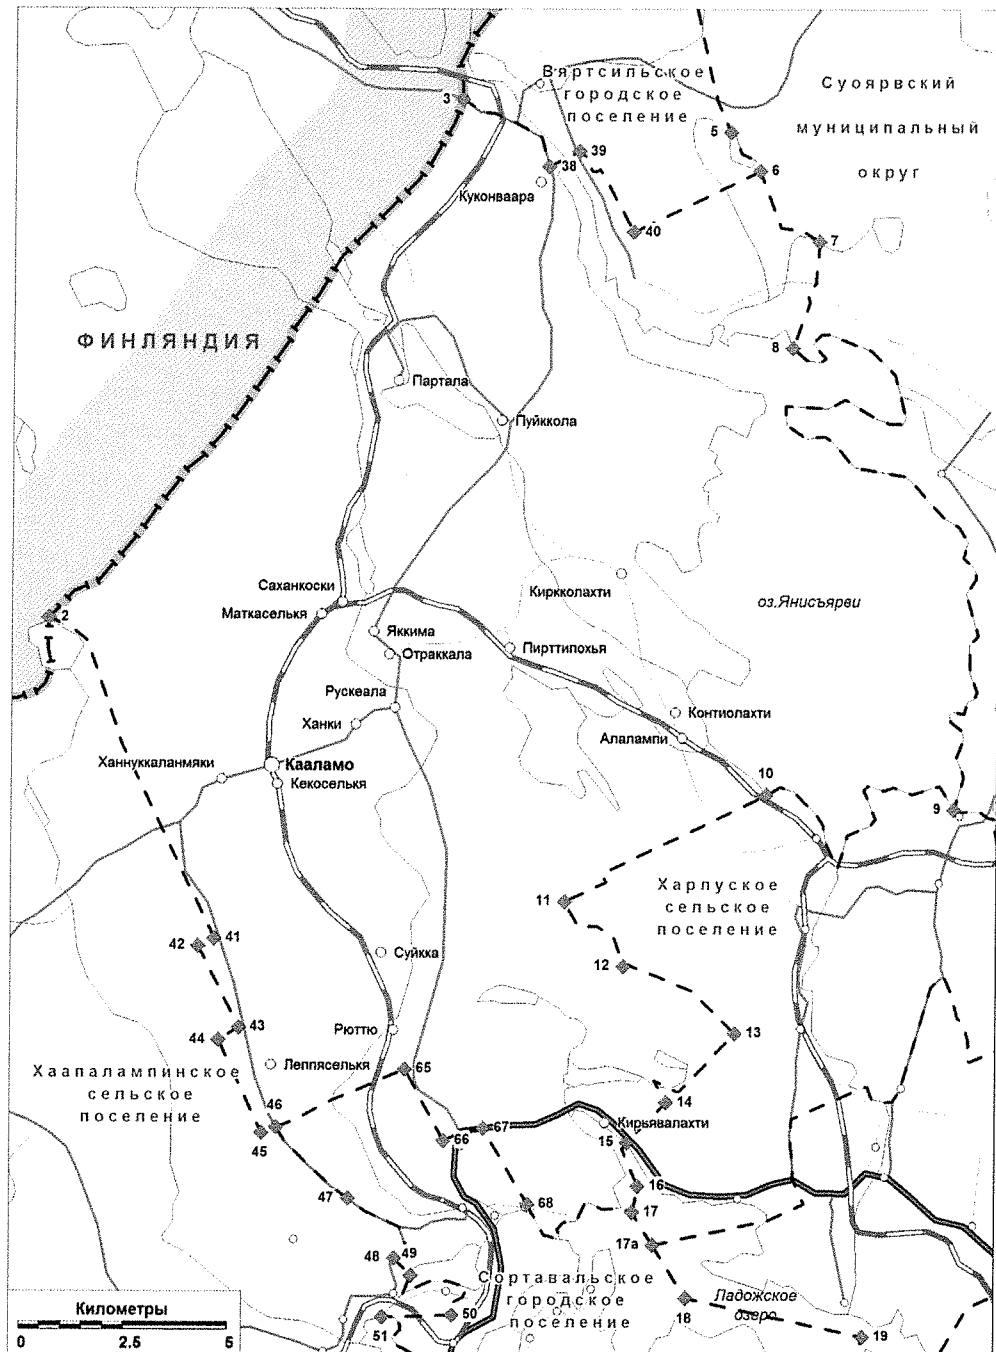 Вяртсильское
городское
поселение
Суоярвский
муниципальный
округ
3
5
6
38
39
Куконваара
40
7
8
ФИНЛЯНДИЯ
Партала
Пуйккола
Саханкоски
Маткаселькя
Киркколахти
оз.Янисъярви
2
Яккима
Отраккала
Пирттипохья
Рускеала
Ханки
Контиолахти
Алалампи
Ханнуккаланмяки
Кааламо
Кекоселькя
10
9
11
Харлуское
сельское
поселение
42
41
Суйкка
12
44
43
Рюттю
13
Хаапалампинское
сельское
поселение
Леппяселькя
65
14
46
45
66
67
Кирьявалахти
15
16
47
68
17
17а
48
49
Сортавальское
городское
поселение
50
51
18
Ладожское
озеро
19
Километры
0
2.5
5